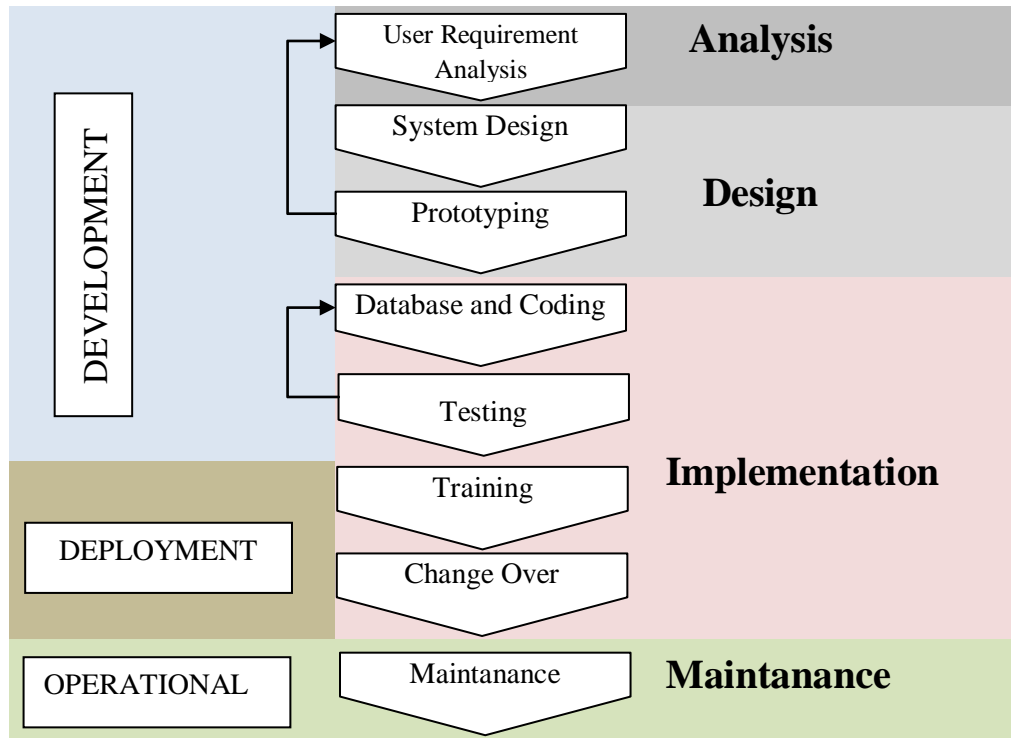 User Requirement
Analysis
Analysis
System Design
Design
Prototyping
DEVELOPMENT
Database and Coding
Testing
Implementation
Training
DEPLOYMENT
Change Over
OPERATIONAL
Maintanance
Maintanance